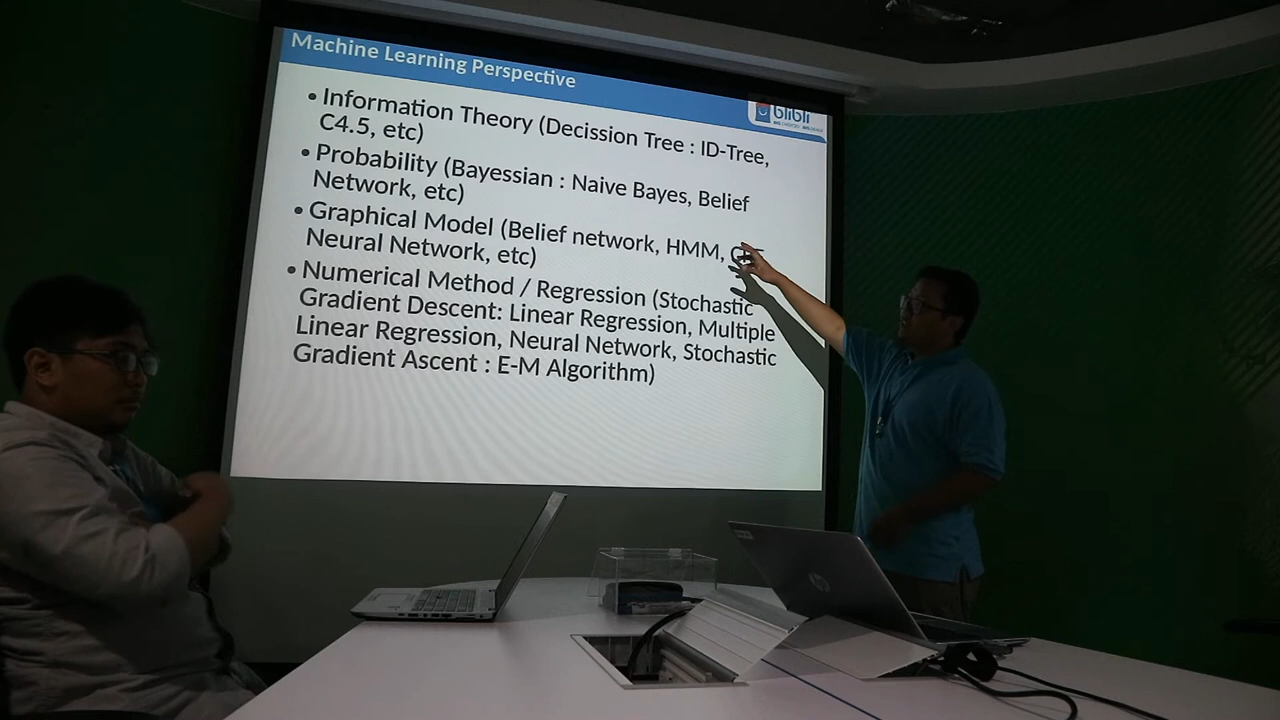 Machine Learning Perspective
blibli
• Information Theory (Decission Tree : ID-Tree,
C4.5, etc)
• Probability (Bayessian : Naive Bayes, Belief
Network, etc)
• Graphical Model (Belief network, HMM,
Neural Network, etc)
• Numerical Method / Regression (Stochastic
Gradient Descent: Linear Regression, Multiple
Linear Regression, Neural Network, Stochastic
Gradient Ascent : E-M Algorithm)
hp